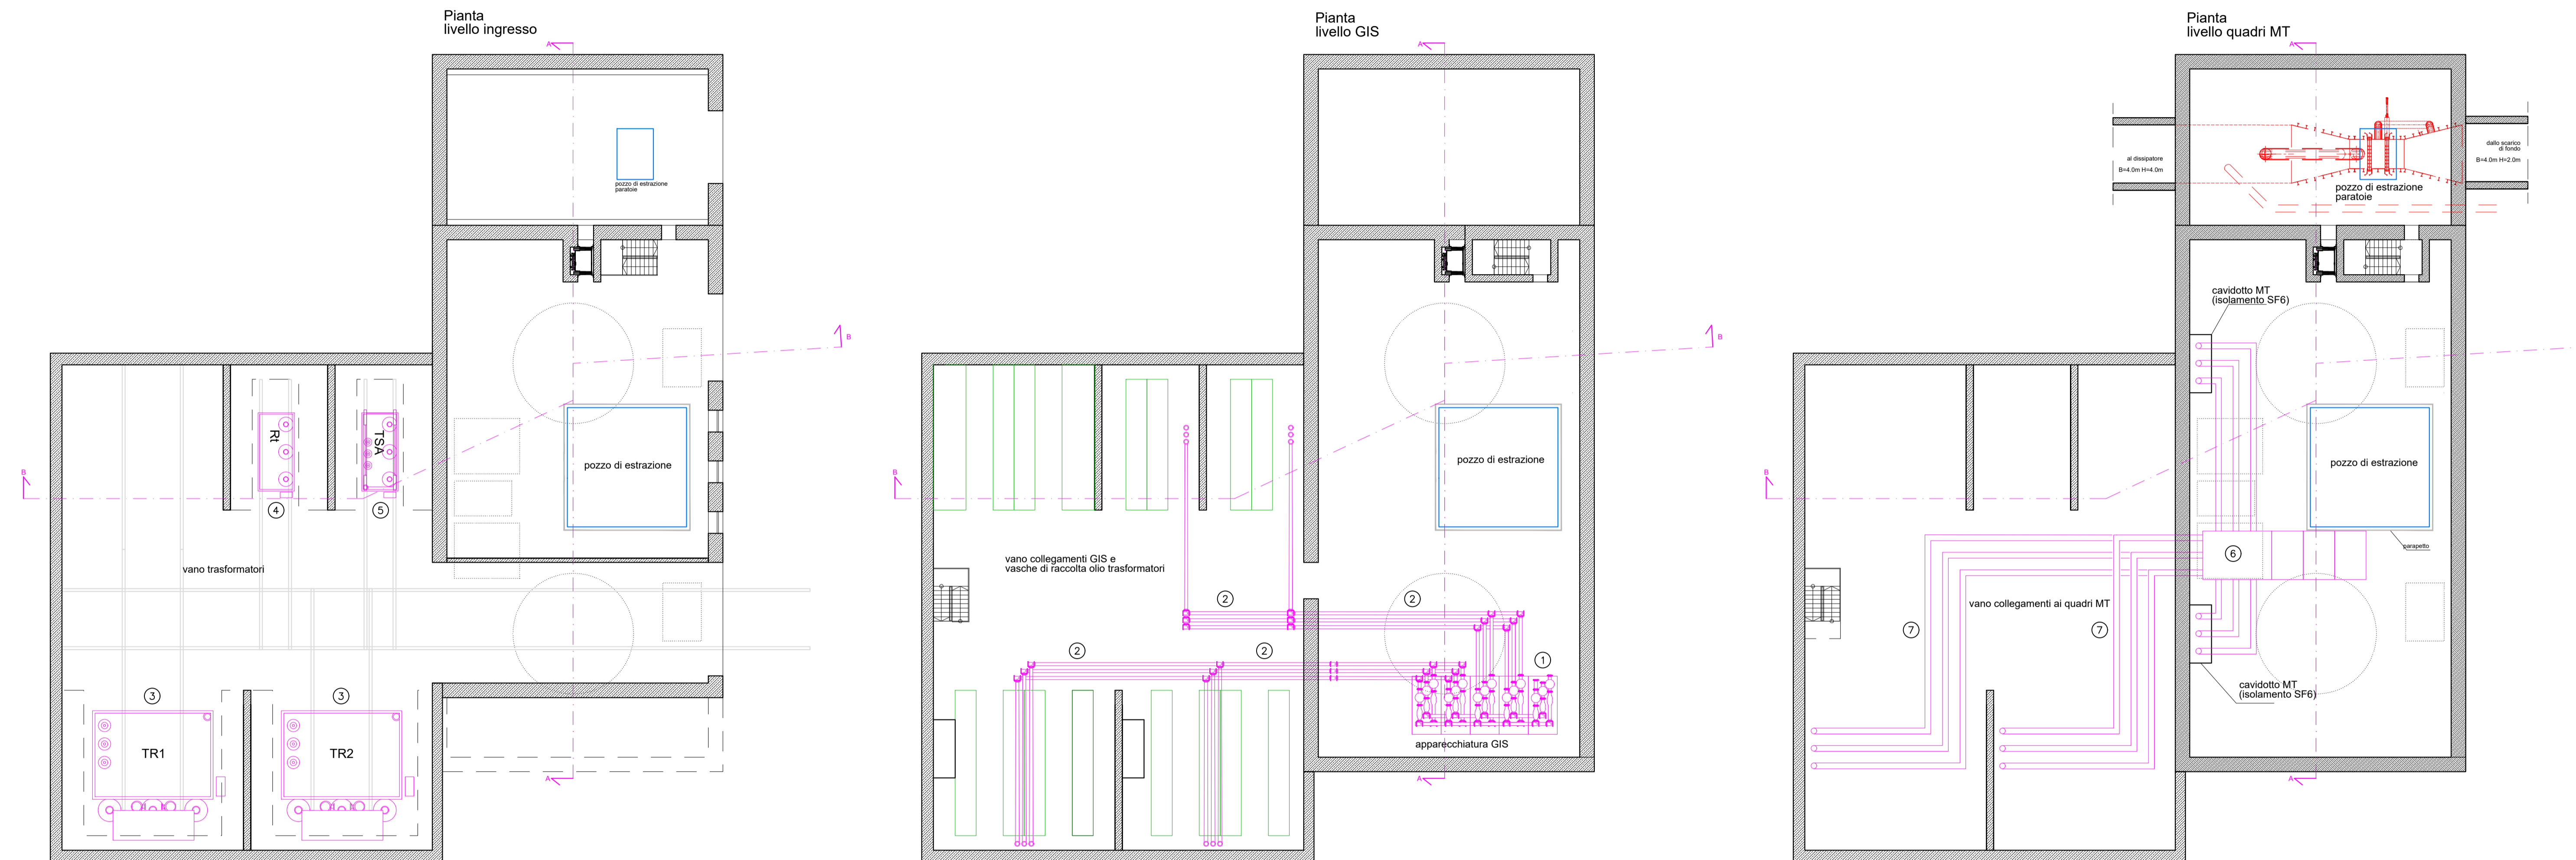 Pianta
livello ingresso
A
pozzo di estrazione
paratoie
B
B
Rt
TSA
pozzo di estrazione
4
5
vano trasformatori
3
3
TR1
TR2
A
Pianta
livello GIS
A
B
B
pozzo di estrazione
vano collegamenti GIS e
vasche di raccolta olio trasformatori
2
2
2
2
1
apparecchiatura GIS
A
Pianta
livello quadri MT
A
al dissipatore
B=4.0m H=4.0m
dallo scarico
di fondo
B=4.0m H=2.0m
pozzo di estrazione
paratoie
cavidotto MT
(isolamento SF6)
B
pozzo di estrazione
parapetto
6
vano collegamenti ai quadri MT
7
7
cavidotto MT
(isolamento SF6)
A